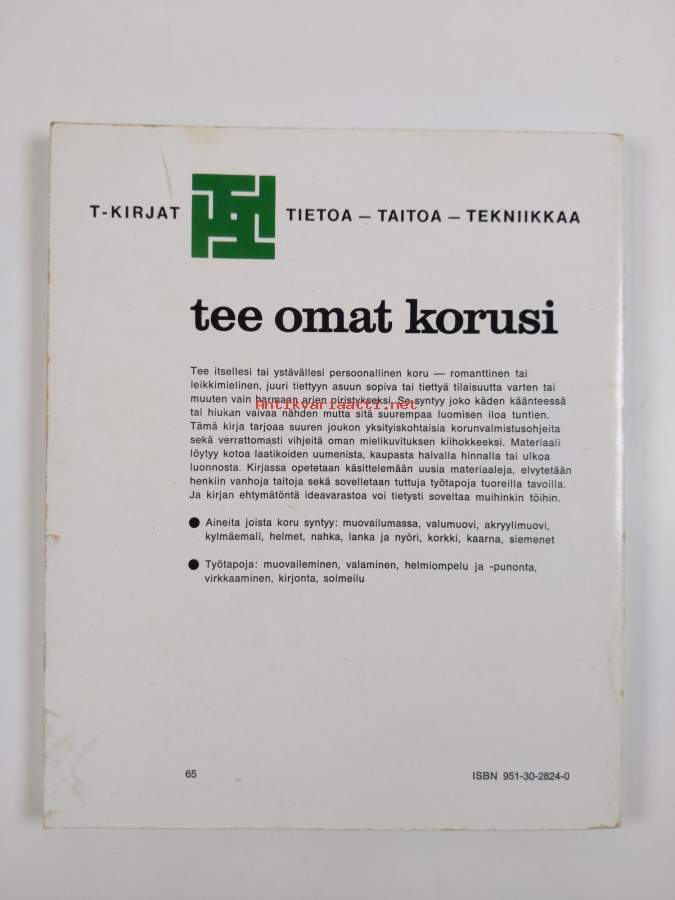 T-KIRJAT TIETOA — TAITOA — TEKNIIKKAA
tee omat korusi
Tee itsellesi tai ystävällesi persoonallinen koru — romanttinen tai
leikkimielinen, juuri tiettyyn asuun sopiva tai tiettyä tilaisuutta varten tai
muuten vain harmaan arjen piristykseksi. Se syntyy joko käden käänteessä
Antikvariaatti.net
tai hiukan vaivaa nähden mutta sitä suurempaa luomisen iloa tuntien.
Tämä kirja tarjoaa suuren joukon yksityiskohtaisia korunvalmistusohjeita
sekä verrattomasti vihjeitä oman mielikuvituksen kiihokkeeksi. Materiaali
löytyy kotoa laatikoiden uumenista, kaupasta halvalla hinnalla tai ulkoa
luonnosta. Kirjassa opetetaan käsittelemään uusia materiaaleja, elvytetään
henkiin vanhoja taitoja sekä sovelletaan tuttuja työtapoja tuoreilla tavoilla.
Ja kirjan ehtymätöntä ideavarastoa voi tietysti soveltaa muihinkin töihin.
● Aineita joista koru syntyy: muovailumassa, valumuovi, akryylimuovi,
kylmäemali, helmet, nahka, lanka ja nyöri, korkki, kaarna, siemenet
● Työtapoja: muovaileminen, valaminen, helmiompelu ja -punonta,
virkkaaminen, kirjonta, solmeilu
65
ISBN 951-30-2824-0